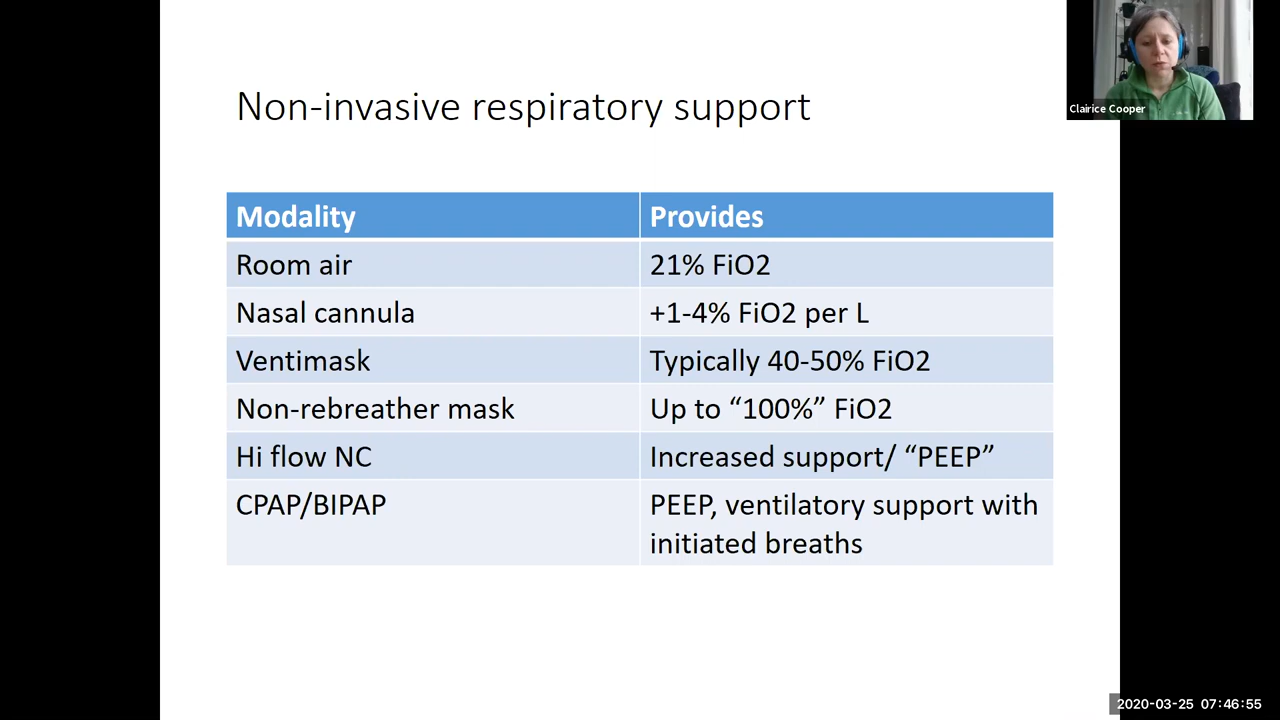 Non-invasive respiratory support
Clairice Cooper
Modality Provides
Room air 21% FiO2
Nasal cannula +1-4% FiO2 per L
Ventimask Typically 40-50% FiO2
Non-rebreather mask Up to “100%” FiO2
Hi flow NC Increased support/ “PEEP”
CPAP/BIPAP PEEP, ventilatory support with
initiated breaths
2020-03-25 07:46:55